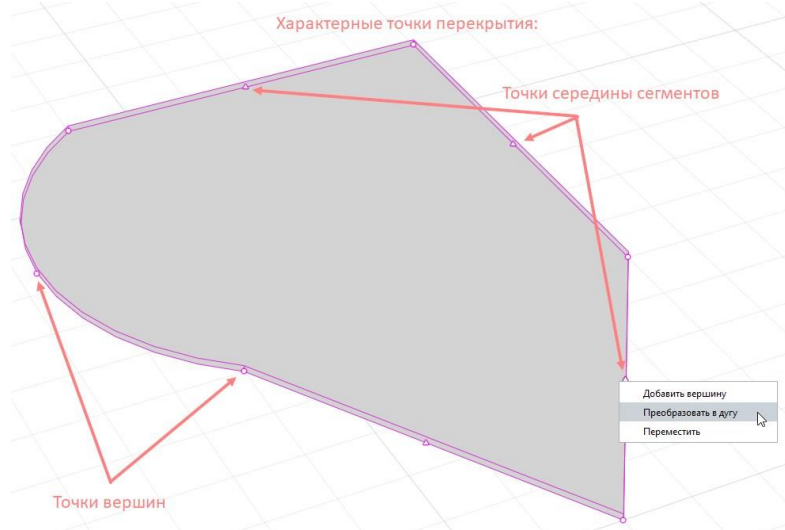 Характерные точки перекрытия:
Точки середины сегментов
Добавить вершину
Преобразовать в дугу
Переместить
Точки вершин